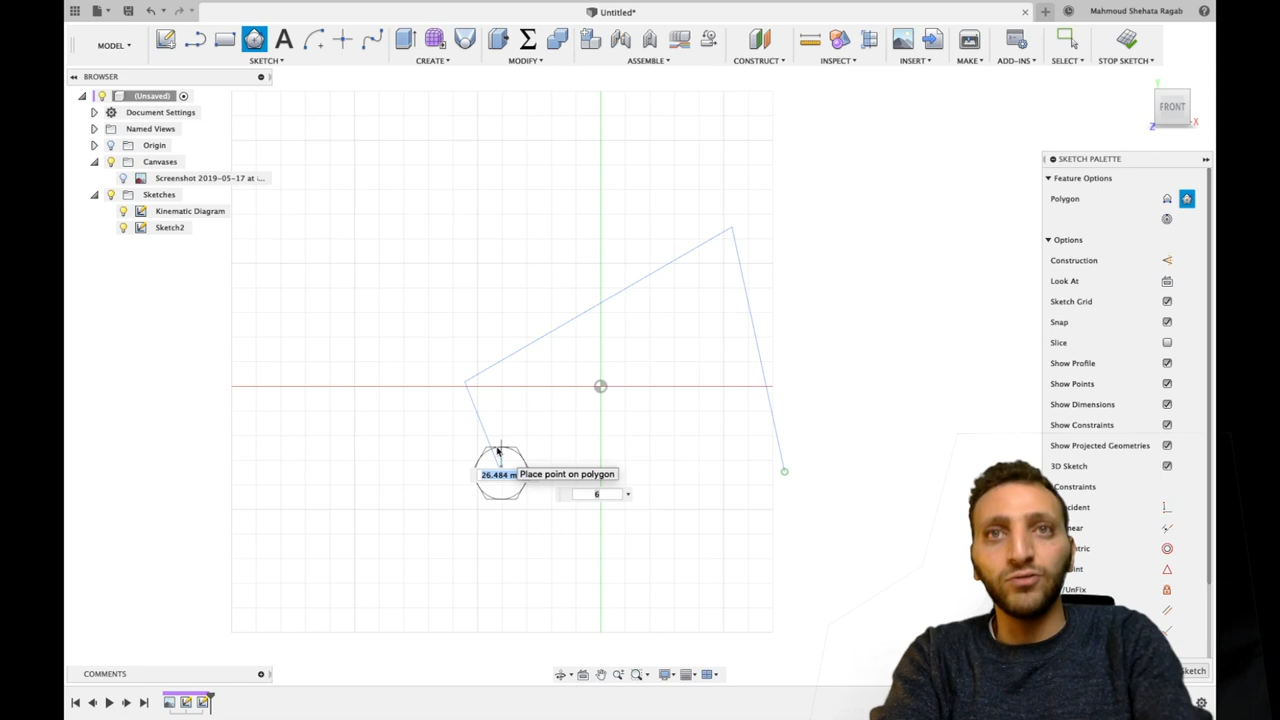 Untitled*
Mahmoud Shehata Ragab
MODEL
SKETCH
CREATE
MODIFY
ASSEMBLE
CONSTRUCT
INSPECT
INSERT
MAKE
ADD-INS
SELECT
STOP SKETCH
BROWSER
(Unsaved)
Document Settings
Named Views
Origin
Canvases
Screenshot 2019-05-17 at ...
Sketches
Kinematic Diagram
Sketch2
Y
FRONT
Z
X
SKETCH PALETTE
Feature Options
Polygon
Options
Construction
Look At
Sketch Grid
Snap
Slice
Show Profile
Show Points
Show Dimensions
Show Constraints
Show Projected Geometries
3D Sketch
26.484 m
Place point on polygon
6
COMMENTS